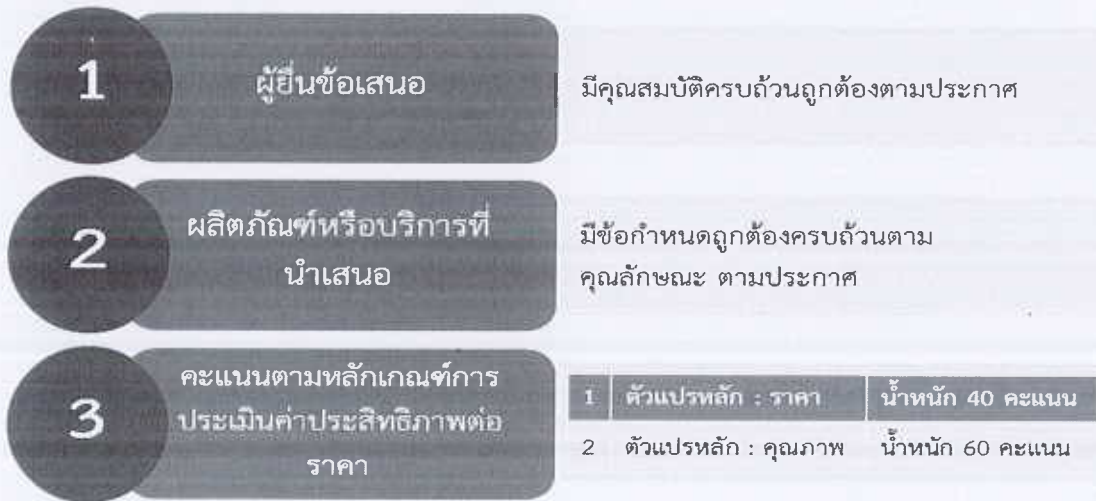 1
ผู้ยื่นข้อเสนอ
มีคุณสมบัติครบถ้วนถูกต้องตามประกาศ
2
ผลิตภัณฑ์หรือบริการที่
นำเสนอ
มีข้อกำหนดถูกต้องครบถ้วนตาม
คุณลักษณะ ตามประกาศ
3
คะแนนตามหลักเกณฑ์การ
ประเมินค่าประสิทธิภาพต่อ
ราคา
1 ตัวแปรหลัก : ราคา น้ำหนัก 40 คะแนน
2 ตัวแปรหลัก : คุณภาพ น้ำหนัก 60 คะแนน